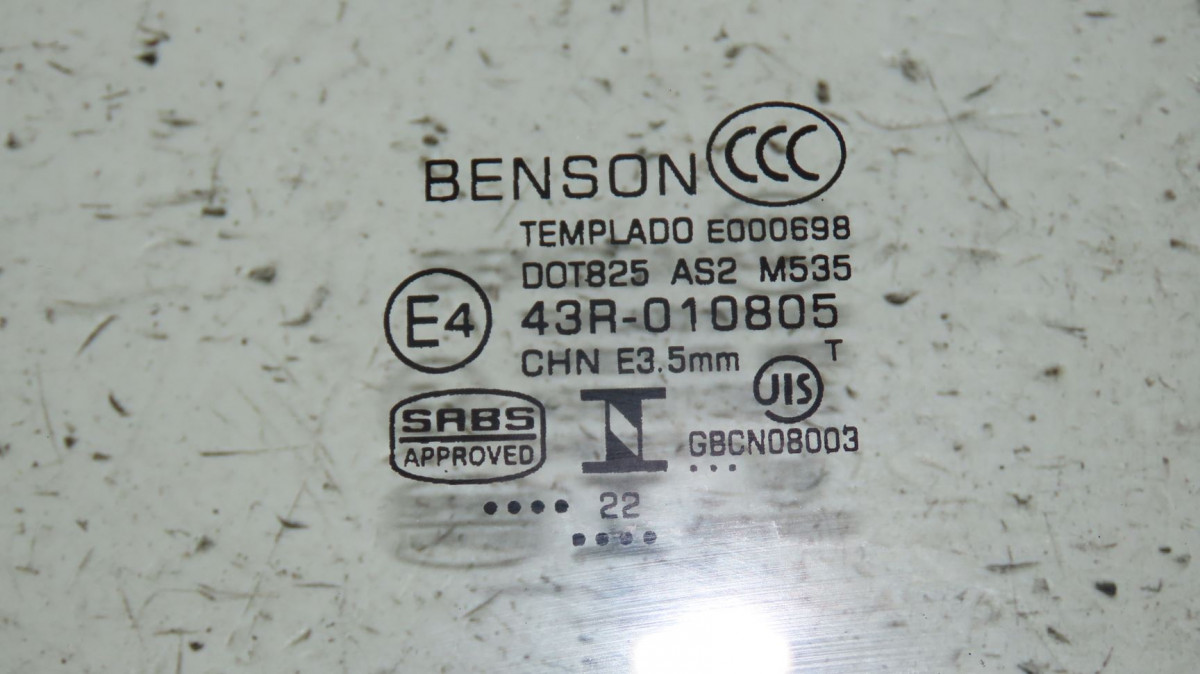 BENSON CCC
TEMPLADO E000698
DOT825 AS2 M535
E4 43R-010805
CHN E3.5mm T
JIS
SABS
APPROVED
GBCN08003
22